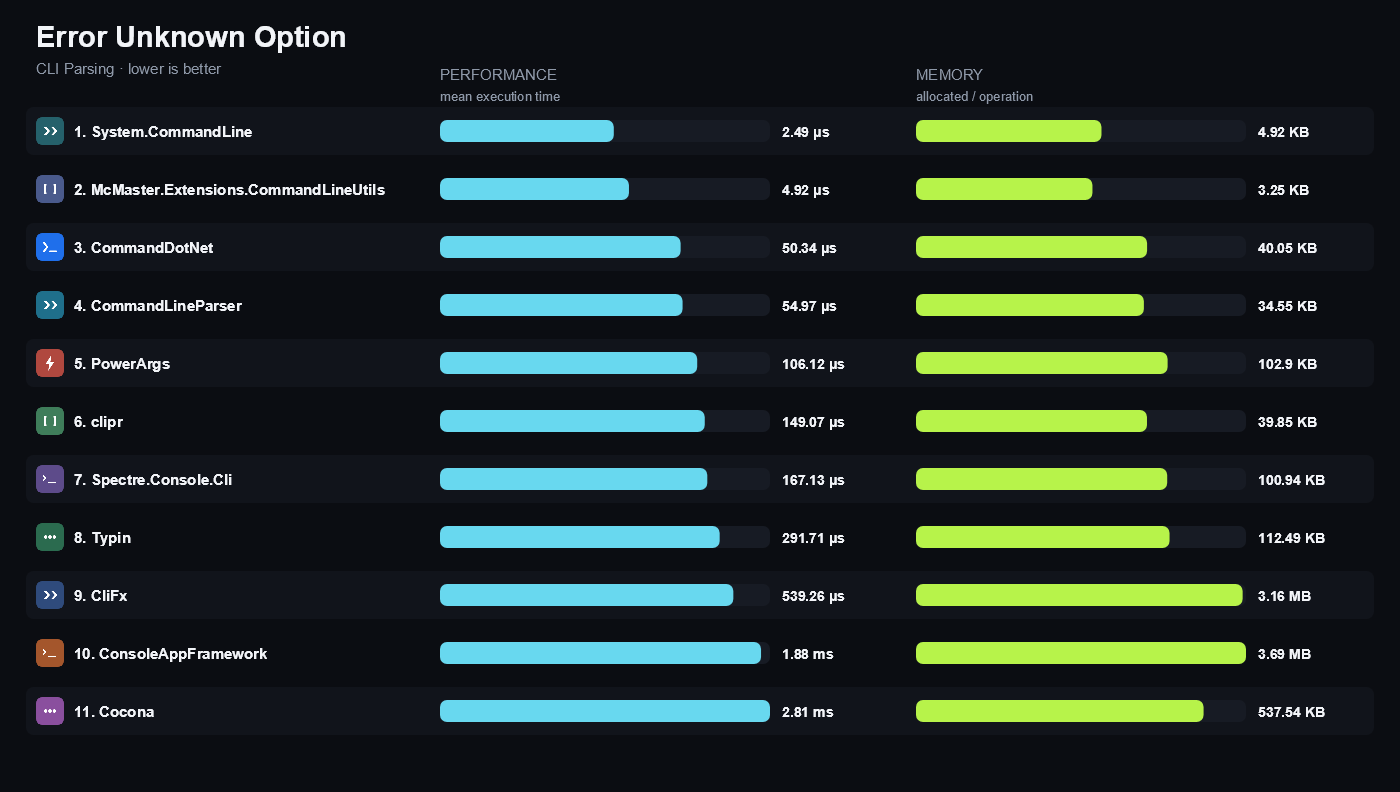 Error Unknown Option
CLI Parsing · lower is better
PERFORMANCE
mean execution time
MEMORY
allocated / operation
1. System.CommandLine 2.49 µs 4.92 KB
2. McMaster.Extensions.CommandLineUtils 4.92 µs 3.25 KB
3. CommandDotNet 50.34 µs 40.05 KB
4. CommandLineParser 54.97 µs 34.55 KB
5. PowerArgs 106.12 µs 102.9 KB
6. clipr 149.07 µs 39.85 KB
7. Spectre.Console.Cli 167.13 µs 100.94 KB
8. Typin 291.71 µs 112.49 KB
9. CliFx 539.26 µs 3.16 MB
10. ConsoleAppFramework 1.88 ms 3.69 MB
11. Cocona 2.81 ms 537.54 KB